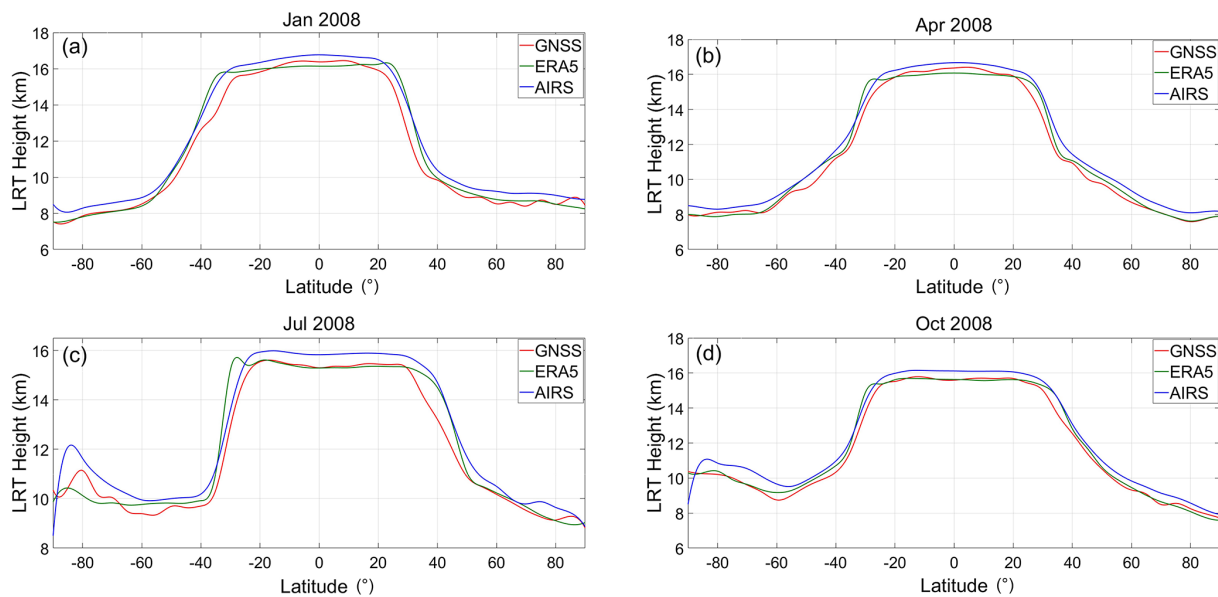 Jan 2008
(a)
GNSS
ERA5
AIRS
LRT Height (km)
18
16
14
12
10
8
6
-80 -60 -40 -20 0 20 40 60 80
Latitude (°)
Apr 2008
(b)
GNSS
ERA5
AIRS
LRT Height (km)
18
16
14
12
10
8
6
-80 -60 -40 -20 0 20 40 60 80
Latitude (°)
Jul 2008
(c)
GNSS
ERA5
AIRS
LRT Height (km)
16
14
12
10
8
-80 -60 -40 -20 0 20 40 60 80
Latitude (°)
Oct 2008
(d)
GNSS
ERA5
AIRS
LRT Height (km)
18
16
14
12
10
8
6
-80 -60 -40 -20 0 20 40 60 80
Latitude (°)